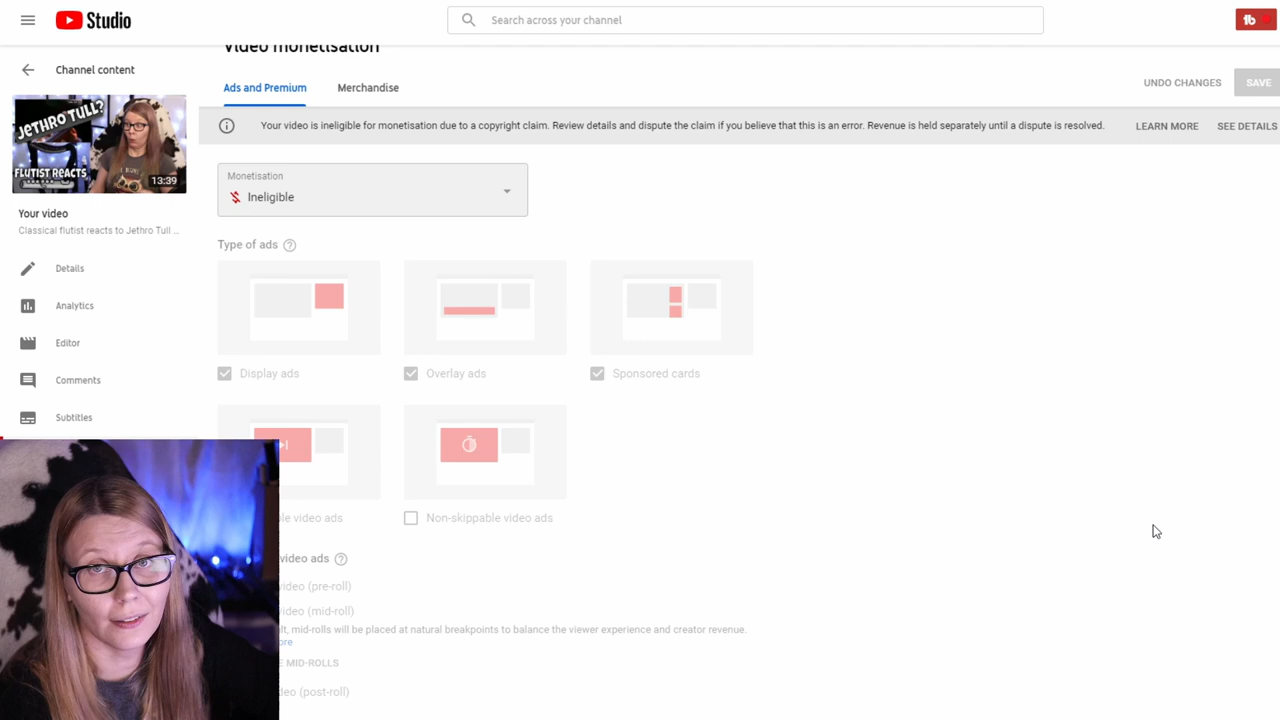 Studio
Search across your channel
tb
Video monetisation
Channel content
Ads and Premium
Merchandise
UNDO CHANGES
SAVE
JETHRO TULL?
FLUTIST REACTS
13:39
Your video is ineligible for monetisation due to a copyright claim. Review details and dispute the claim if you believe that this is an error. Revenue is held separately until a dispute is resolved.
LEARN MORE
SEE DETAILS
Monetisation
Ineligible
Your video
Classical flutist reacts to Jethro Tull ...
Type of ads
Details
Analytics
Editor
Comments
Subtitles
Display ads
Overlay ads
Sponsored cards
ble video ads
Non-skippable video ads
video ads
video (pre-roll)
video (mid-roll)
lt, mid-rolls will be placed at natural breakpoints to balance the viewer experience and creator revenue.
ore
E MID-ROLLS
deo (post-roll)